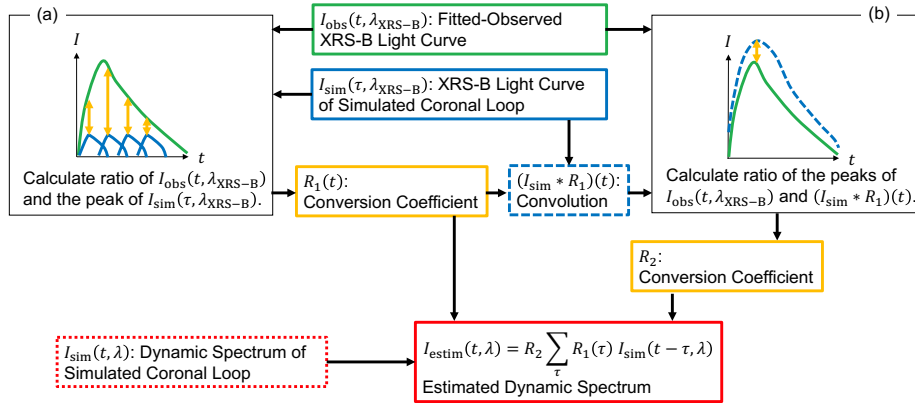 (a)
I
t
Calculate ratio of I_obs(t, λ_XRS−B)
and the peak of I_sim(τ, λ_XRS−B).
I_obs(t, λ_XRS−B): Fitted-Observed
XRS-B Light Curve
I_sim(τ, λ_XRS−B): XRS-B Light Curve
of Simulated Coronal Loop
(b)
I
t
Calculate ratio of the peaks of
I_obs(t, λ_XRS−B) and (I_sim * R_1)(t).
R_1(t):
Conversion Coefficient
(I_sim * R_1)(t):
Convolution
R_2:
Conversion Coefficient
I_sim(t, λ): Dynamic Spectrum of
Simulated Coronal Loop
I_estim(t, λ) = R_2 ∑_τ R_1(τ) I_sim(t − τ, λ)
Estimated Dynamic Spectrum